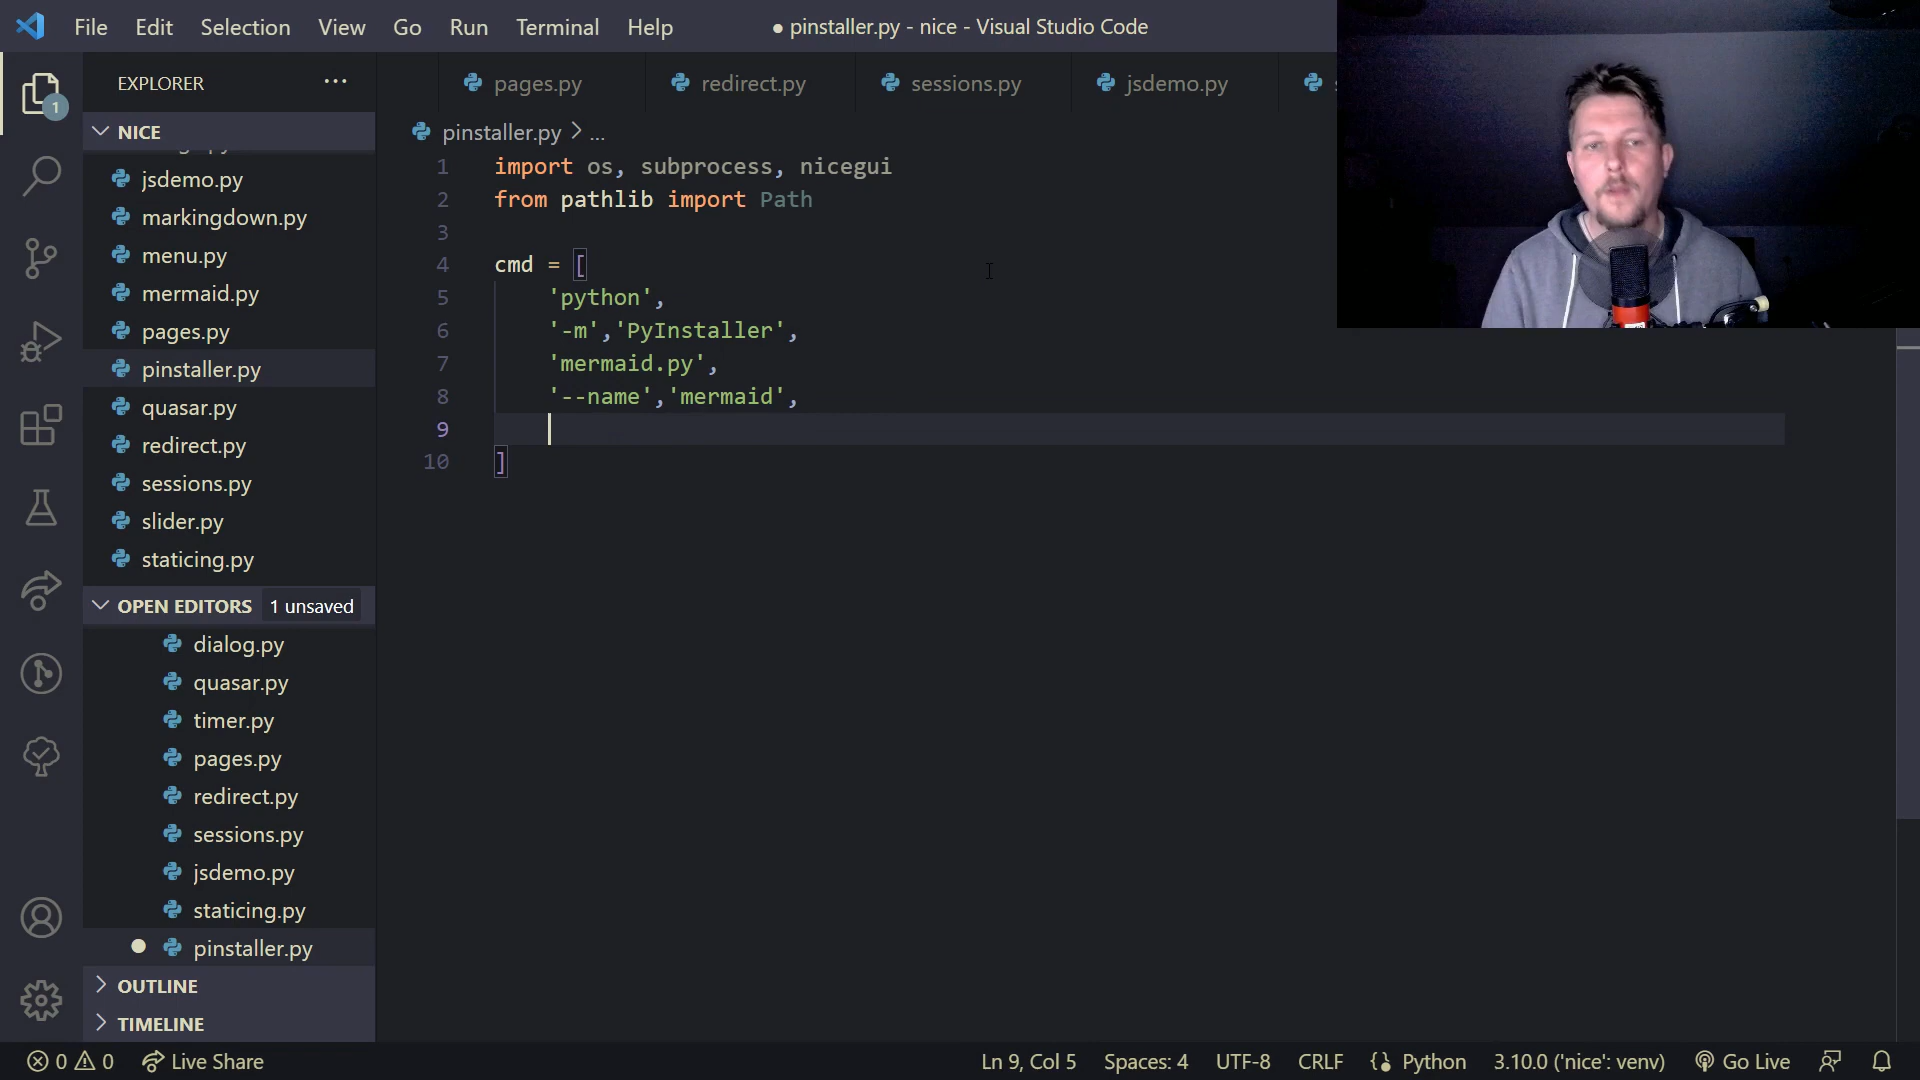 File Edit Selection View Go Run Terminal Help ● pinstaller.py - nice - Visual Studio Code
EXPLORER ···
1
NICE
jsdemo.py
markingdown.py
menu.py
mermaid.py
pages.py
pinstaller.py
quasar.py
redirect.py
sessions.py
slider.py
staticing.py
OPEN EDITORS 1 unsaved
dialog.py
quasar.py
timer.py
pages.py
redirect.py
sessions.py
jsdemo.py
staticing.py
pinstaller.py
OUTLINE
TIMELINE
pages.py redirect.py sessions.py jsdemo.py
pinstaller.py > ...
1 import os, subprocess, nicegui
2 from pathlib import Path
3
4 cmd = [
5 'python',
6 '-m','PyInstaller',
7 'mermaid.py',
8 '--name','mermaid',
9
10 ]
0 0 Live Share Ln 9, Col 5 Spaces: 4 UTF-8 CRLF Python 3.10.0 ('nice': venv) Go Live